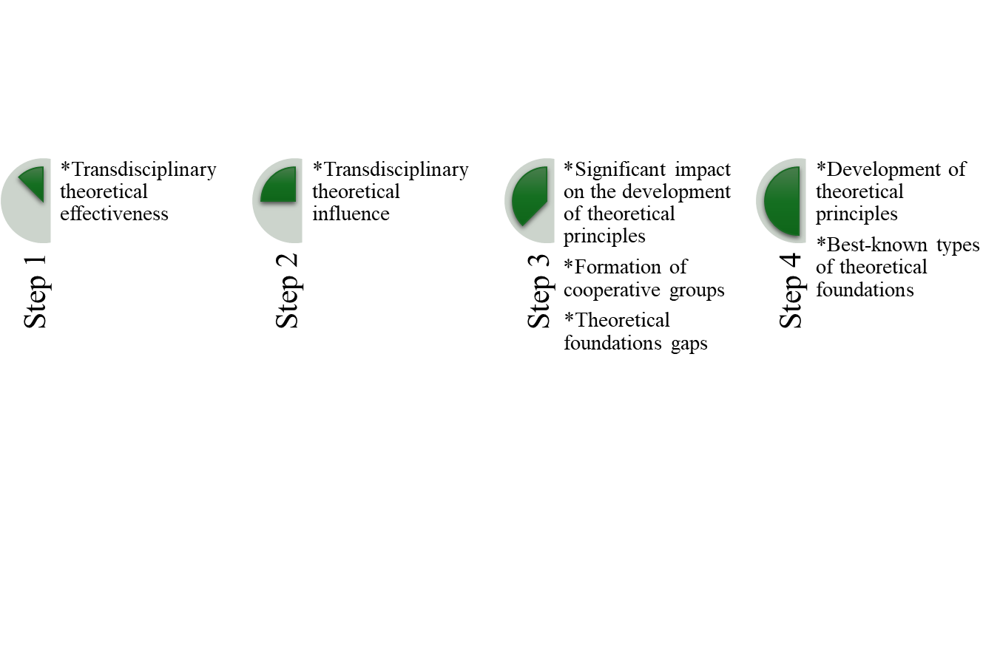 Step 1
*Transdisciplinary
theoretical
effectiveness
Step 2
*Transdisciplinary
theoretical
influence
Step 3
*Significant impact
on the development
of theoretical
principles
*Formation of
cooperative groups
*Theoretical
foundations gaps
Step 4
*Development of
theoretical
principles
*Best-known types
of theoretical
foundations